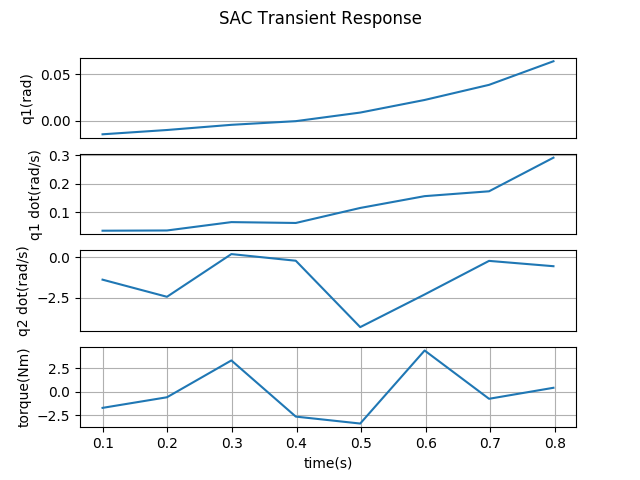 SAC Transient Response
q1(rad)
0.05
0.00
q1 dot(rad/s)
0.3
0.2
0.1
q2 dot(rad/s)
0.0
−2.5
torque(Nm)
2.5
0.0
−2.5
0.1 0.2 0.3 0.4 0.5 0.6 0.7 0.8
time(s)